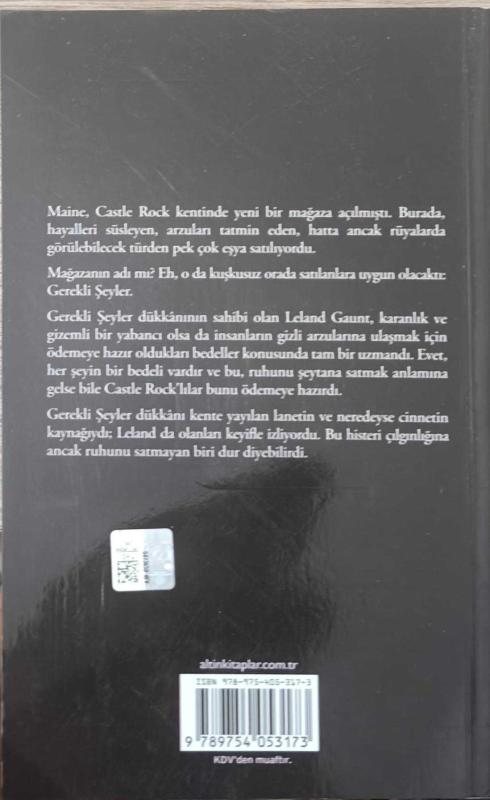 Maine, Castle Rock kentinde yeni bir mağaza açılmıştı. Burada,
hayalleri süsleyen, arzuları tatmin eden, hatta ancak rüyalarda
görülebilecek türden pek çok eşya satılıyordu.
Mağazanın adı mı? Eh, o da kuşkusuz orada satılanlara uygun olacaktı:
Gerekli Şeyler.
Gerekli Şeyler dükkânının sahibi olan Leland Gaunt, karanlık ve
gizemli bir yabancı olsa da insanların gizli arzularına ulaşmak için
ödemeye hazır oldukları bedeller konusunda tam bir uzmandı. Evet,
her şeyin bir bedeli vardır ve bu, ruhunu şeytana satmak anlamına
gelse bile Castle Rock'lılar bunu ödemeye hazırdı.
Gerekli Şeyler dükkânı kente yayılan lanetin ve neredeyse cinnetin
kaynağıydı; Leland da olanları keyifle izliyordu. Bu histeri çılgınlığına
ancak ruhunu satmayan biri dur diyebilirdi.
altinkitaplar.com.tr
ISBN 978-975-405-317-3
9 789754 053173
KDV'den muaftır.